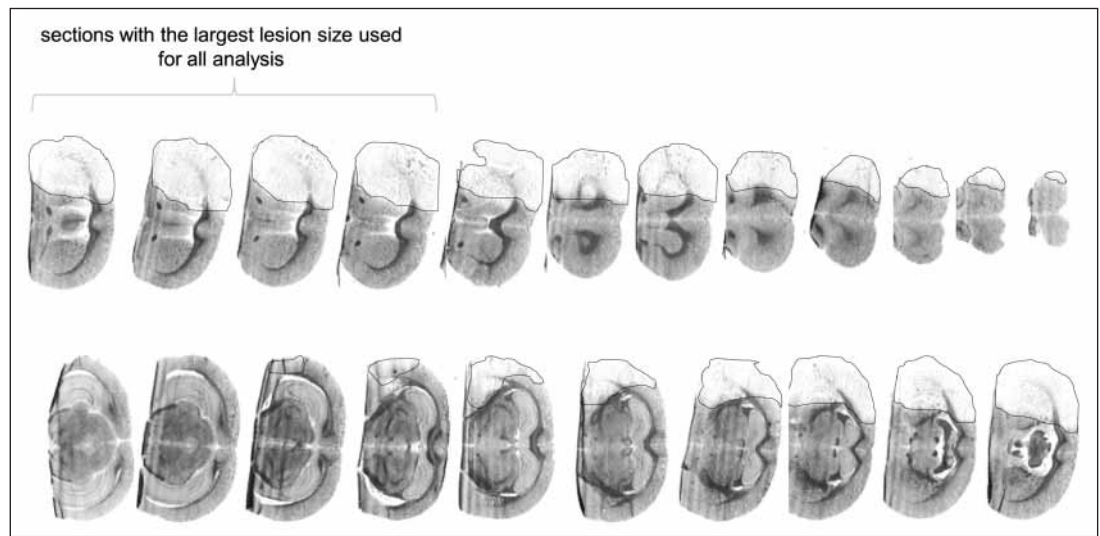 sections with the largest lesion size used
for all analysis